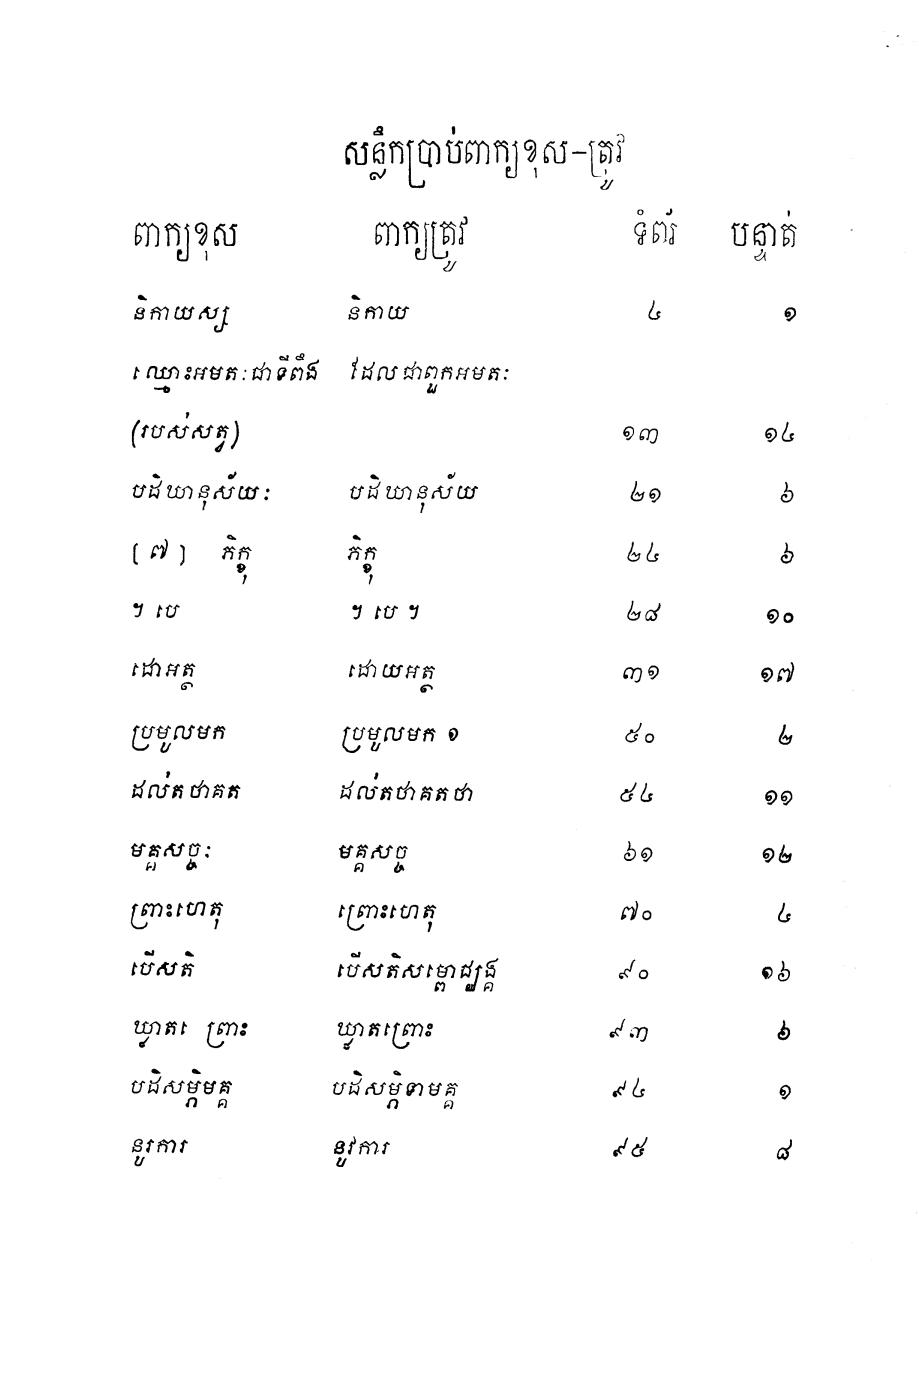 សន្លឹកប្រាប់ពាក្យខុស-ត្រូវ
ពាក្យខុស ពាក្យត្រូវ ទំព័រ បន្ទាត់
និកាយស្ស និកាយ ៤ ១
ឈ្មោះអមតៈជាទីពឹង ដែលជាពួកអមតៈ
(របស់សត្វ) ១៣ ១៤
បដិឃានុស័យៈ បដិឃានុស័យ ២១ ៦
[ ៧ ] ភិក្ខុ ភិក្ខុ ២៤ ៦
។ បេ ។ បេ ។ ២៨ ១០
ដោអត្ថ ដោយអត្ថ ៣១ ១៧
ប្រមូលមក ប្រមូលមក ១ ៥០ ២
ដល់តថាគត ដល់តថាគតថា ៥៤ ១១
មគ្គសច្ចៈ មគ្គសច្ច ៦១ ១២
ព្រាះហេតុ ព្រោះហេតុ ៧០ ៤
បើសតិ បើសតិសម្ពោជ្ឈង្គ ៩០ ១៦
ឃ្វាតេ ព្រាះ ឃ្លាតព្រោះ ៩៣ ៦
បដិសម្ភិមគ្គ បដិសម្ភិទាមគ្គ ៩៤ ១
នូរការ នូវការ ៩៥ ៨